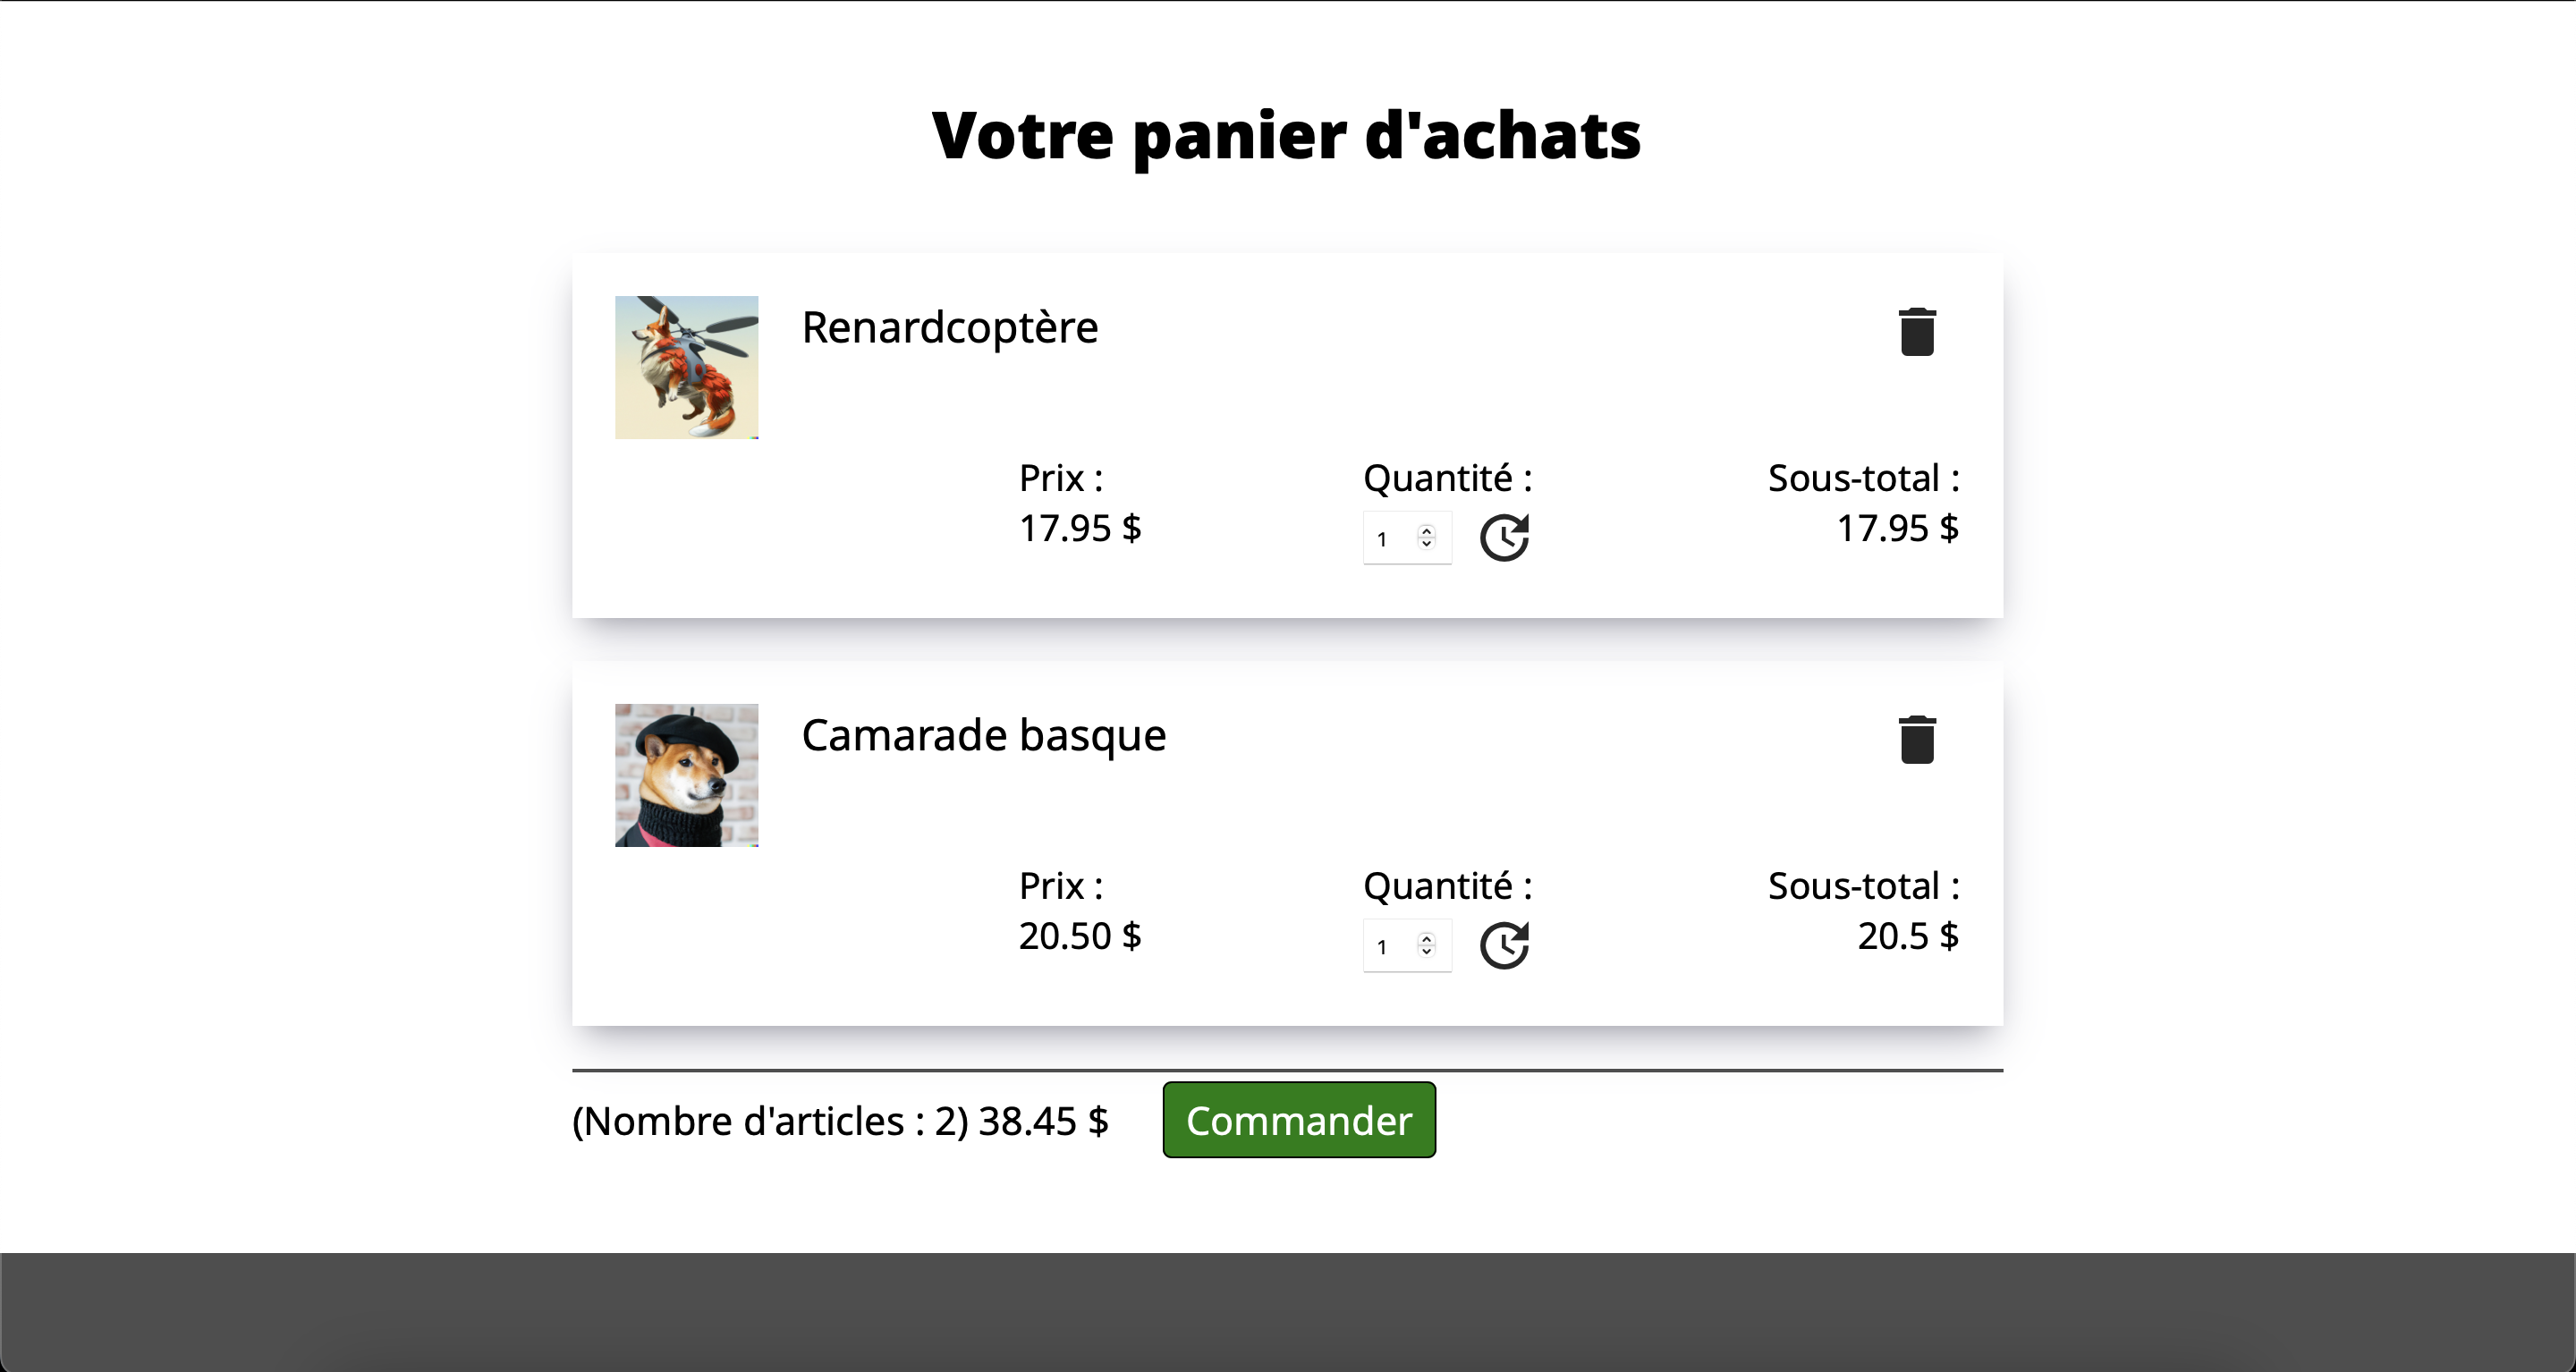 Votre panier d'achats
Renardcoptère
Prix :
Quantité :
Sous-total :
17.95 $
1
17.95 $
Camarade basque
Prix :
Quantité :
Sous-total :
20.50 $
1
20.5 $
(Nombre d'articles : 2) 38.45 $
Commander